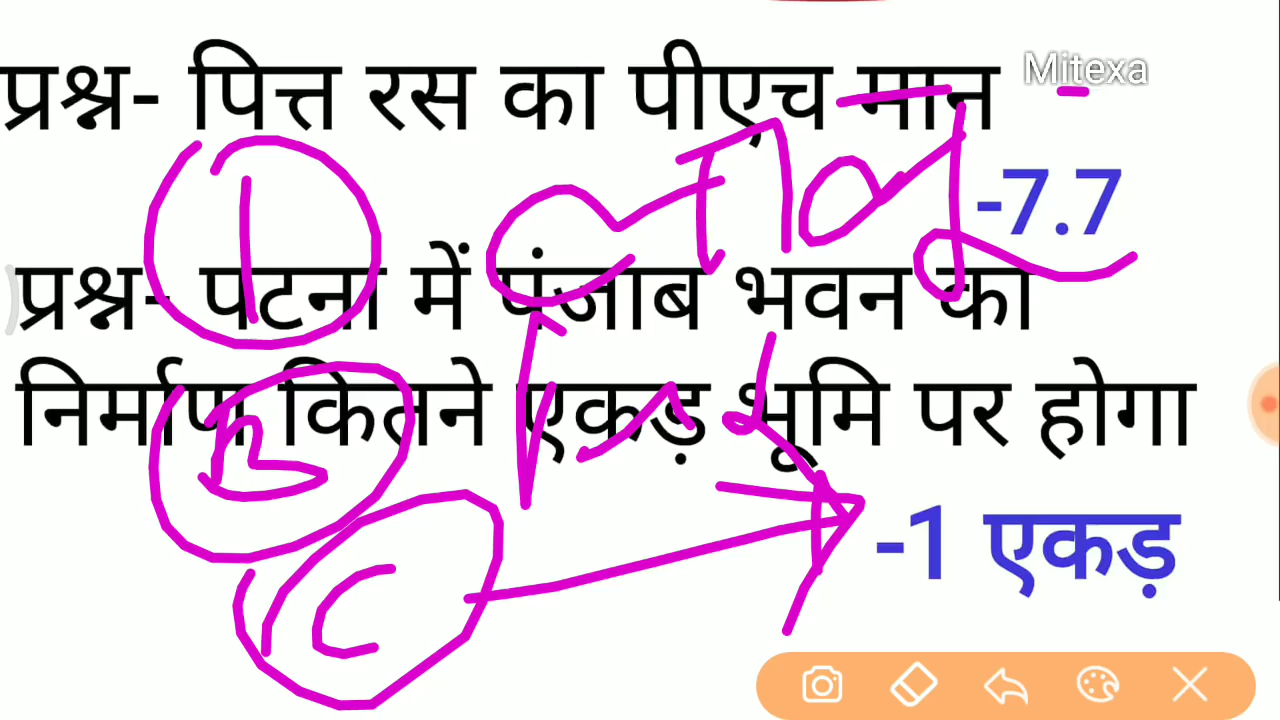 प्रश्न- पित्त रस का पीएच मान
Mitexa
-7.7
प्रश्न- पटना में पंजाब भवन का
निर्माण कितने एकड़ भूमि पर होगा
-1 एकड़